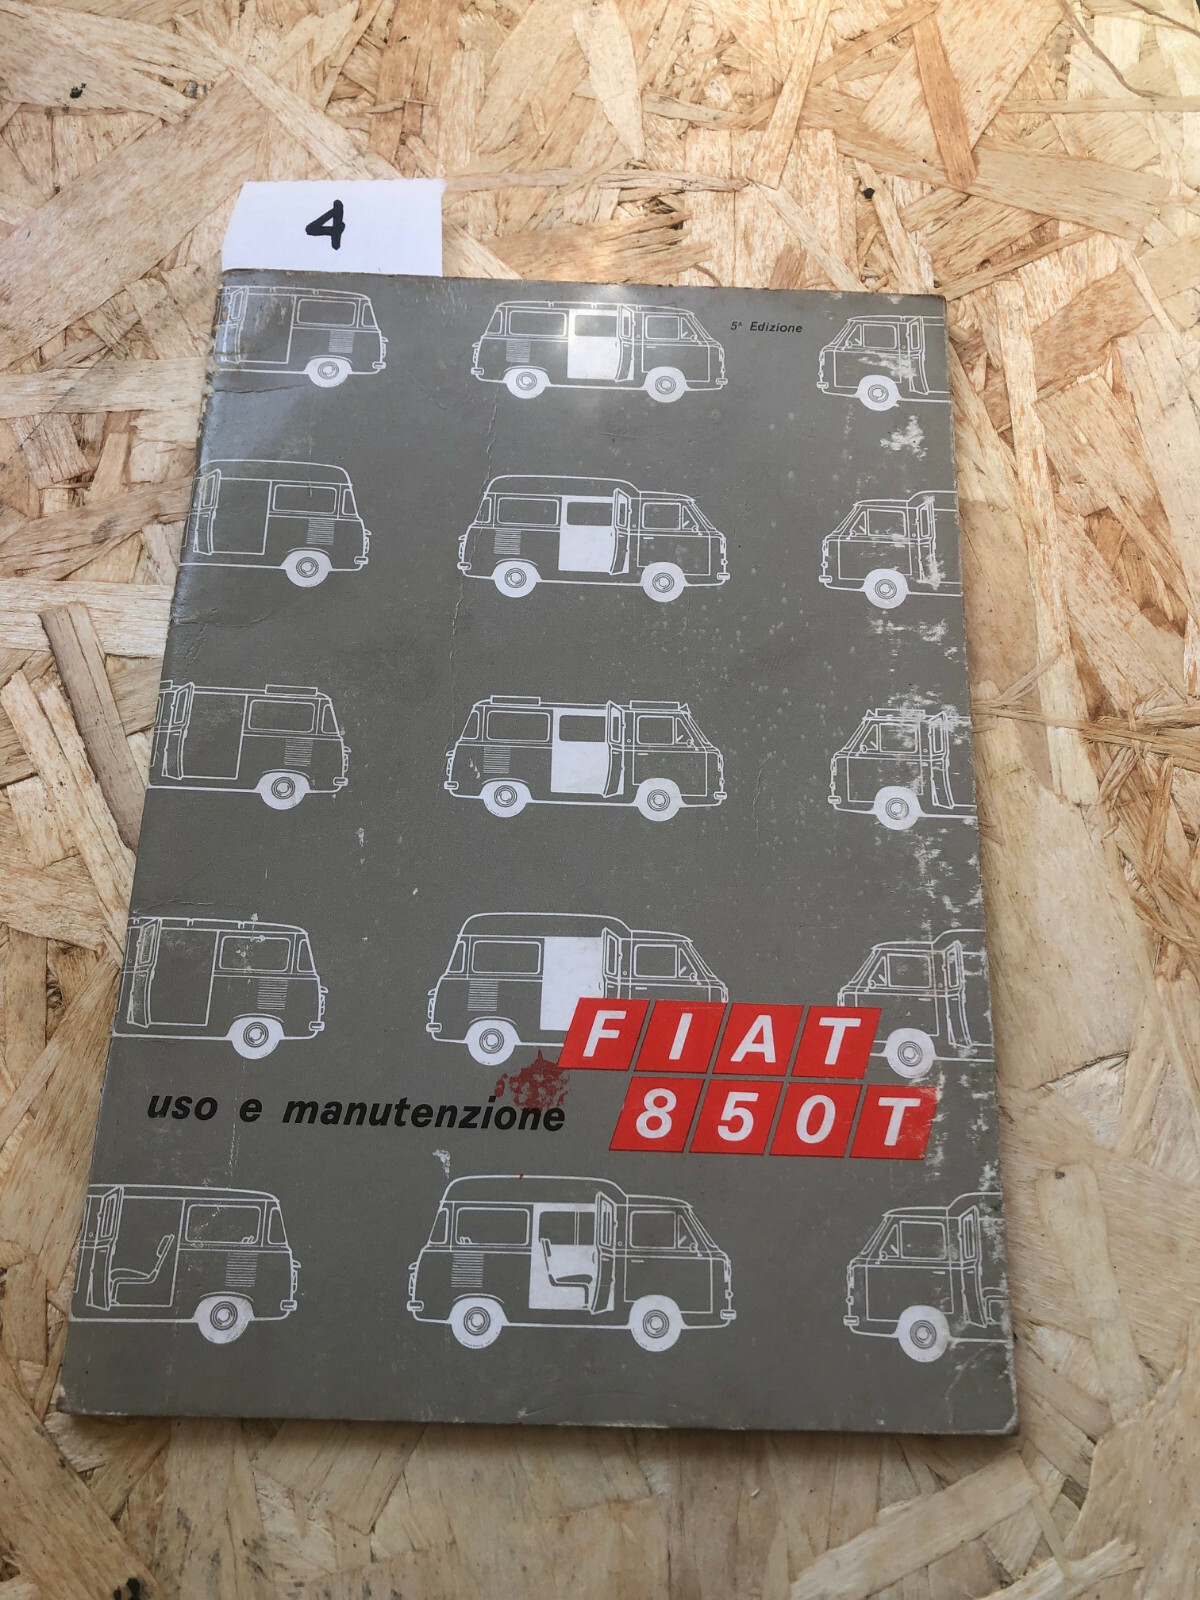 4
5ª Edizione
FIAT
uso e manutenzione
850T